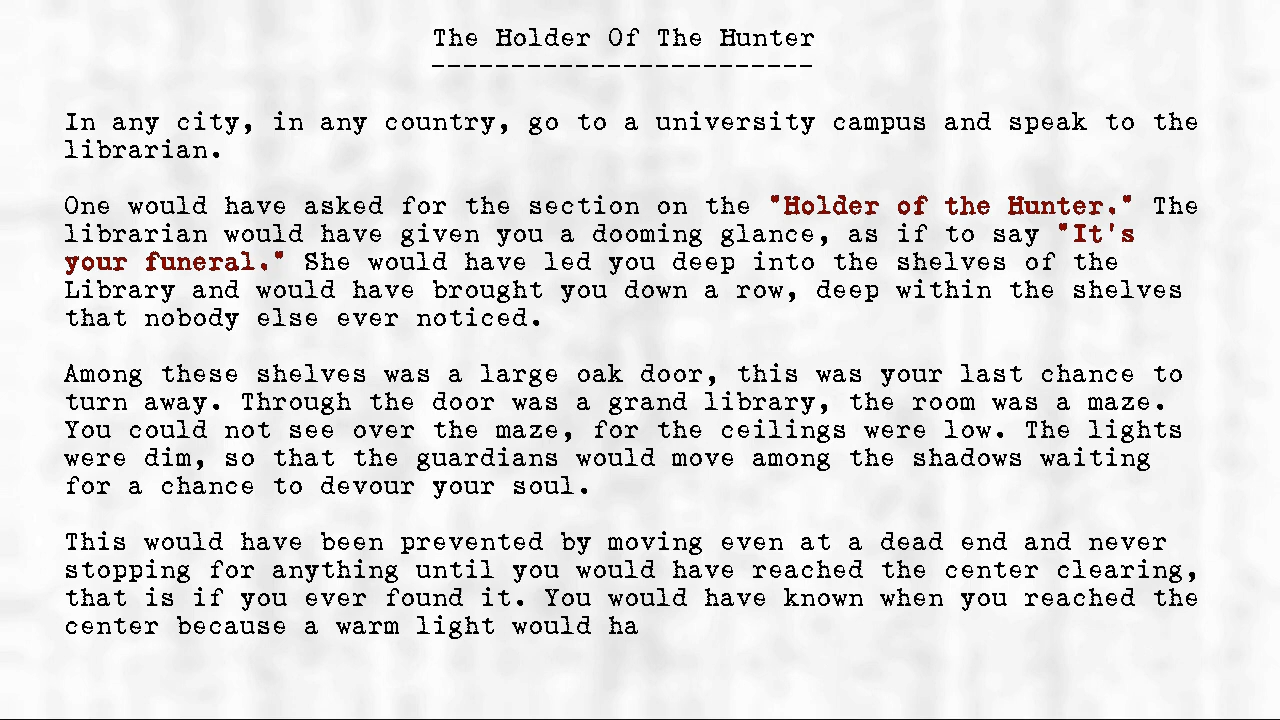 The Holder Of The Hunter
------------------------
In any city, in any country, go to a university campus and speak to the
librarian.
One would have asked for the section on the "Holder of the Hunter." The
librarian would have given you a dooming glance, as if to say "It's
your funeral." She would have led you deep into the shelves of the
Library and would have brought you down a row, deep within the shelves
that nobody else ever noticed.
Among these shelves was a large oak door, this was your last chance to
turn away. Through the door was a grand library, the room was a maze.
You could not see over the maze, for the ceilings were low. The lights
were dim, so that the guardians would move among the shadows waiting
for a chance to devour your soul.
This would have been prevented by moving even at a dead end and never
stopping for anything until you would have reached the center clearing,
that is if you ever found it. You would have known when you reached the
center because a warm light would ha